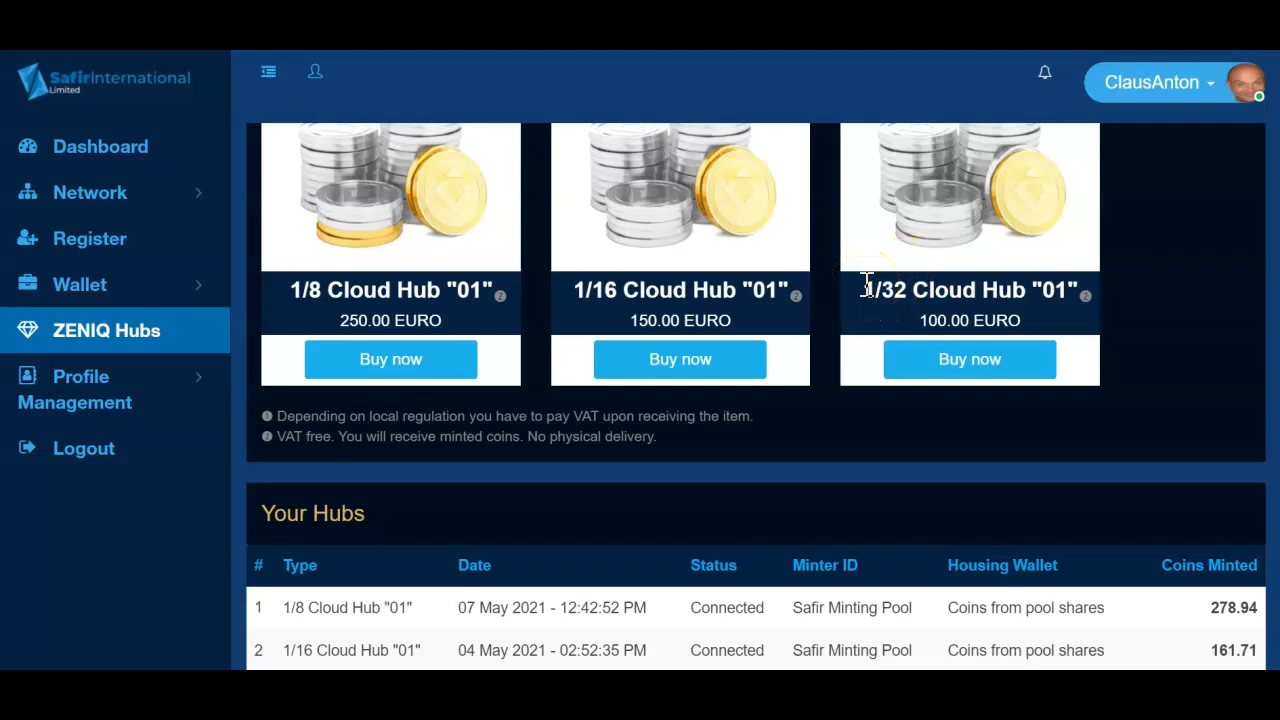 SafirInternational
Limited
ClausAnton
Dashboard
Network
Register
Wallet
ZENIQ Hubs
Profile
Management
Logout
1/8 Cloud Hub "01" ❷
250.00 EURO
Buy now
1/16 Cloud Hub "01" ❷
150.00 EURO
Buy now
1/32 Cloud Hub "01" ❷
100.00 EURO
Buy now
❶ Depending on local regulation you have to pay VAT upon receiving the item.
❷ VAT free. You will receive minted coins. No physical delivery.
Your Hubs
# Type Date Status Minter ID Housing Wallet Coins Minted
1 1/8 Cloud Hub "01" 07 May 2021 - 12:42:52 PM Connected Safir Minting Pool Coins from pool shares 278.94
2 1/16 Cloud Hub "01" 04 May 2021 - 02:52:35 PM Connected Safir Minting Pool Coins from pool shares 161.71